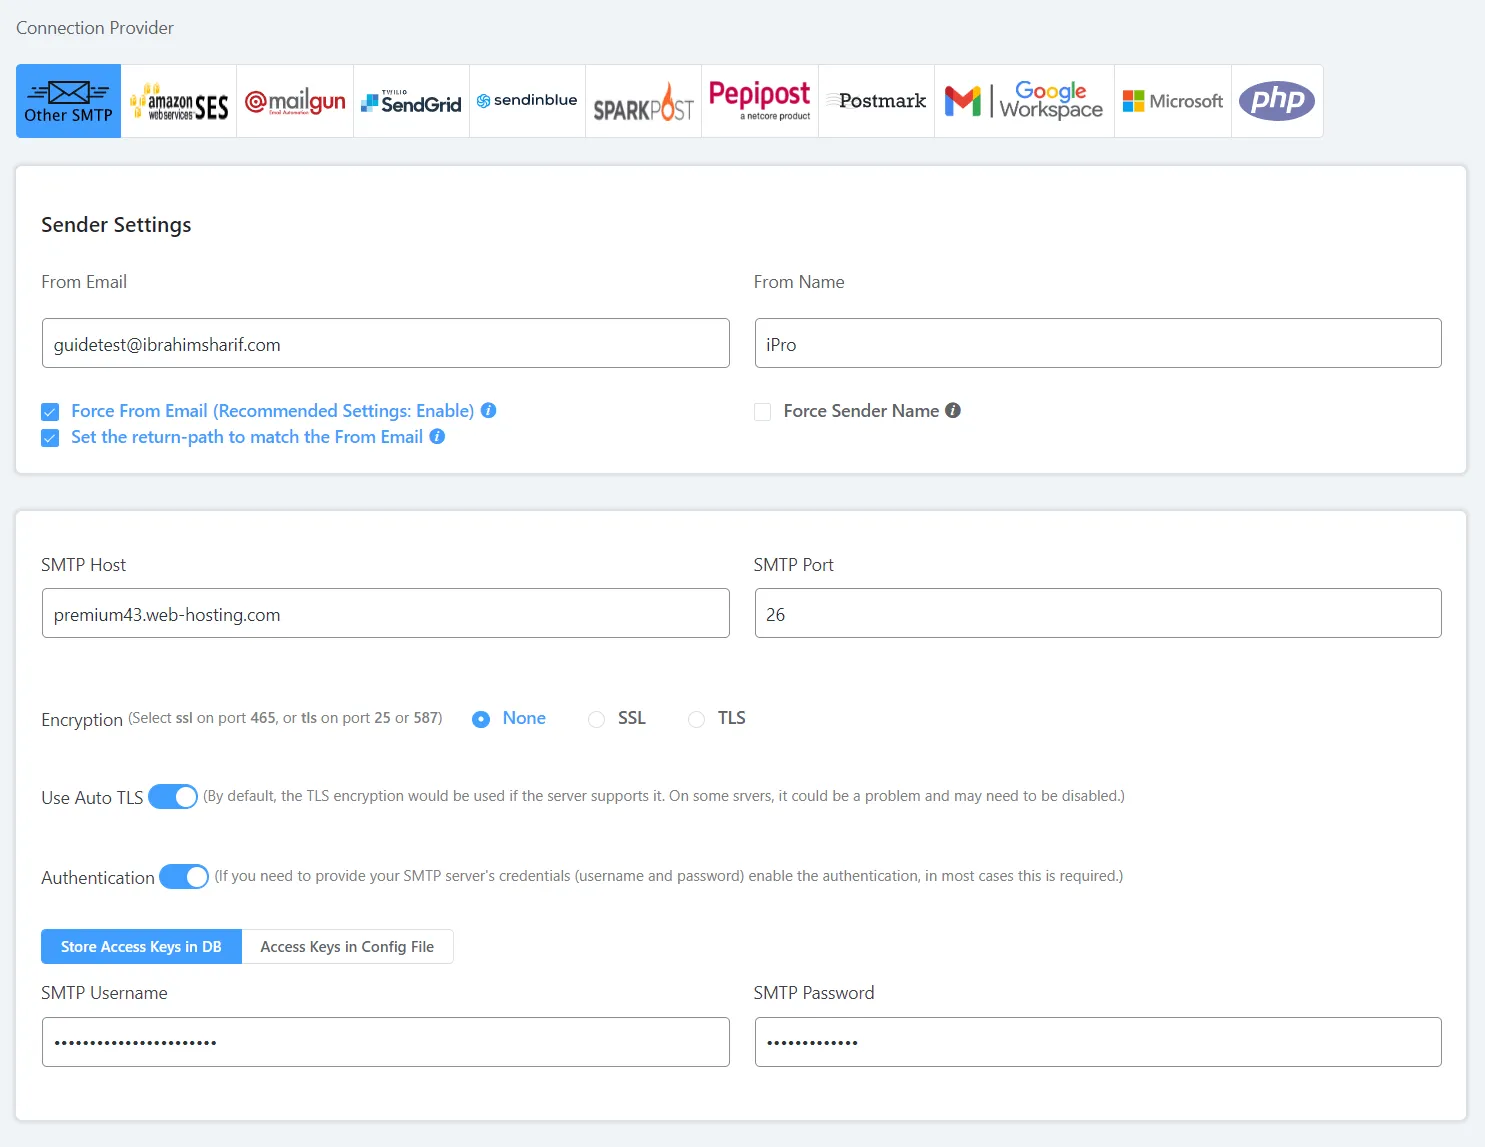 Connection Provider
Other SMTP
amazon webservices SES
@mailgun
Email Automation
TWILIO
SendGrid
sendinblue
SPARKPOST
Pepipost
a netcore product
Postmark
Google Workspace
Microsoft
php
Sender Settings
From Email
From Name
guidetest@ibrahimsharif.com
iPro
Force From Email (Recommended Settings: Enable)
Force Sender Name
Set the return-path to match the From Email
SMTP Host
SMTP Port
premium43.web-hosting.com
26
Encryption (Select ssl on port 465, or tls on port 25 or 587) None SSL TLS
Use Auto TLS (By default, the TLS encryption would be used if the server supports it. On some srvers, it could be a problem and may need to be disabled.)
Authentication (If you need to provide your SMTP server's credentials (username and password) enable the authentication, in most cases this is required.)
Store Access Keys in DB Access Keys in Config File
SMTP Username
SMTP Password